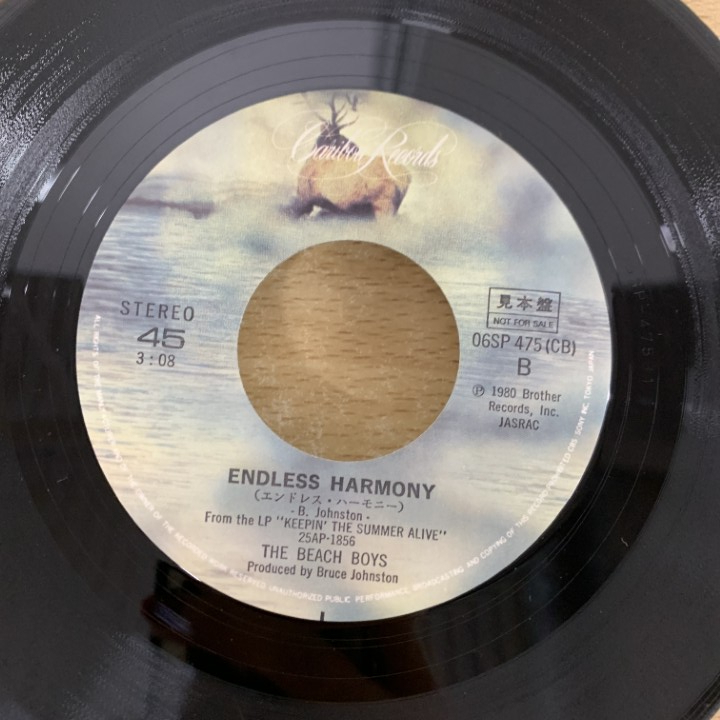 Caribou Records
STEREO
45
3:08
見本盤
NOT FOR SALE
06SP 475(CB)
B
Ⓟ 1980 Brother
Records, Inc.
JASRAC
ENDLESS HARMONY
(エンドレス・ハーモニー)
- B. Johnston -
From the LP "KEEPIN' THE SUMMER ALIVE"
25AP-1856
THE BEACH BOYS
Produced by Bruce Johnston